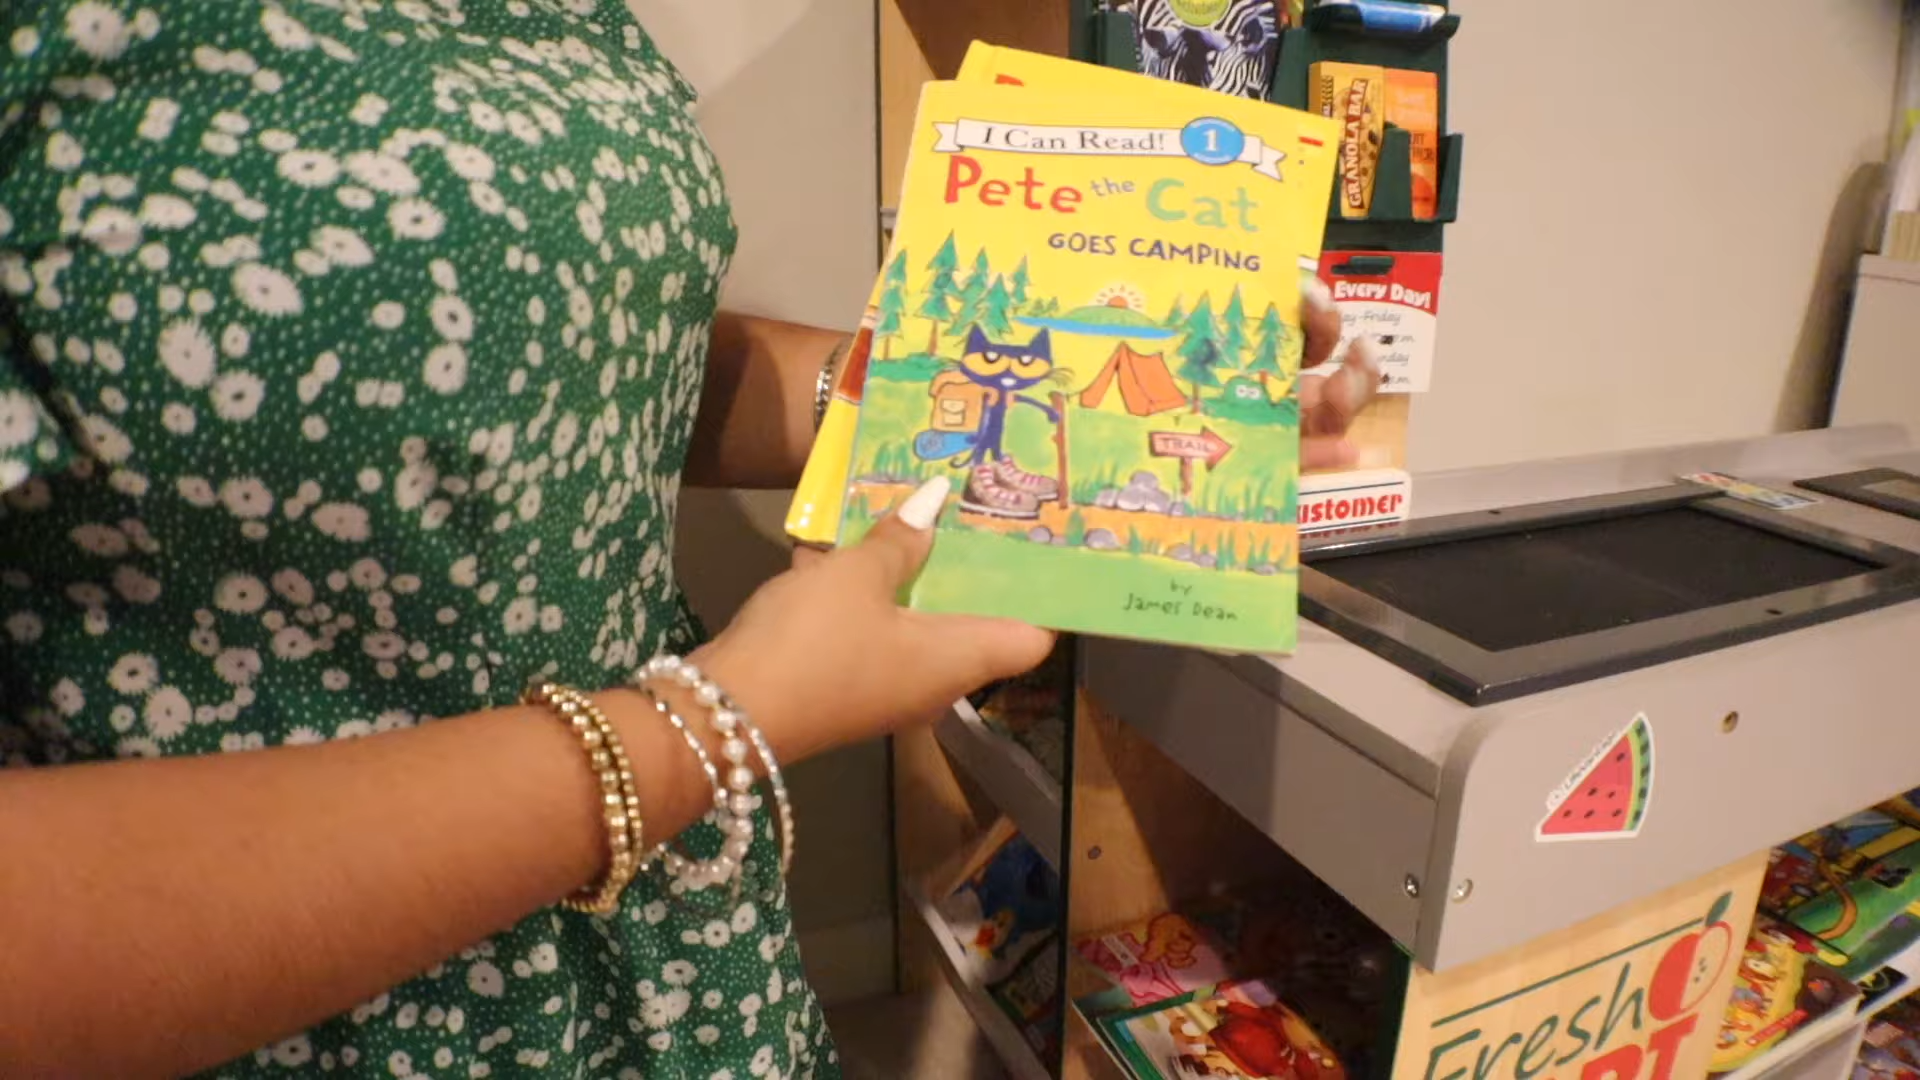 I Can Read! 1
Pete the Cat
GOES CAMPING
TRAIL
by
James Dean
GRANOLA BAR
Every Day!
ustomer
Fresh